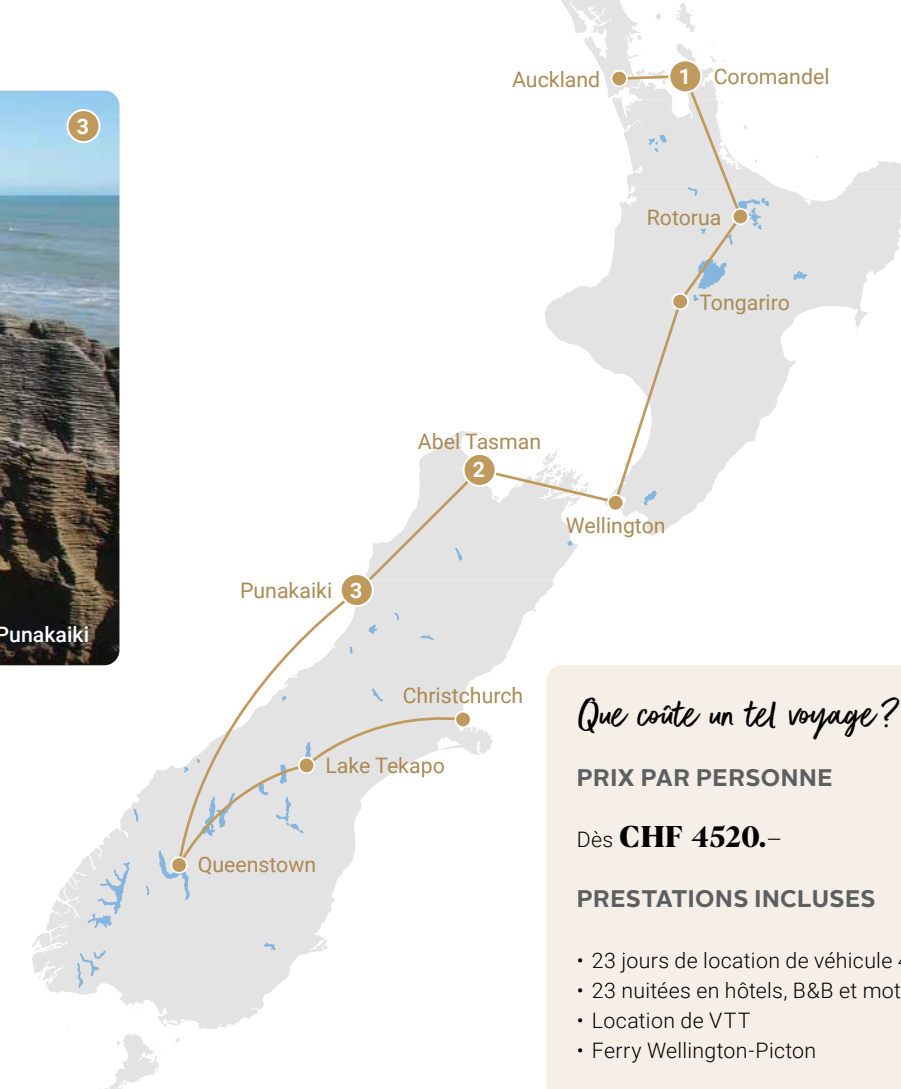 3
Punakaiki
Auckland
1
Coromandel
Rotorua
Tongariro
Abel Tasman
2
Wellington
Punakaiki
3
Christchurch
Lake Tekapo
Queenstown
Que coûte un tel voyage?
PRIX PAR PERSONNE
Dès CHF 4520.–
PRESTATIONS INCLUSES
• 23 jours de location de véhicule
• 23 nuitées en hôtels, B&B et
• Location de VTT
• Ferry Wellington-Picton